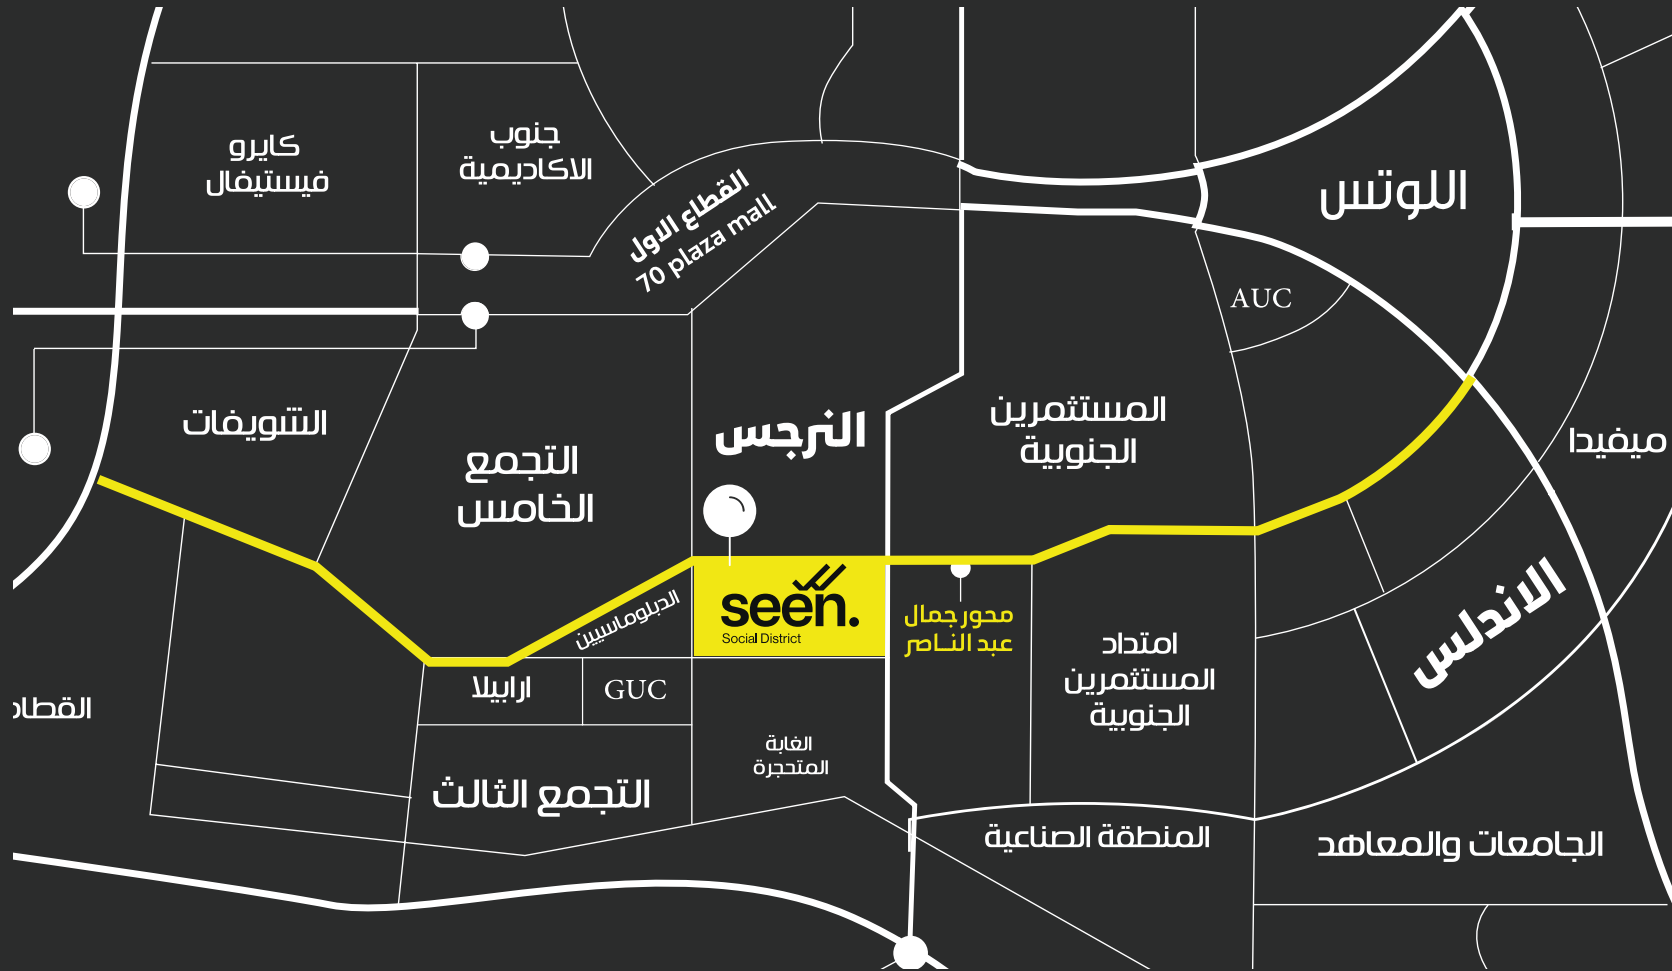 جنوب
الاكاديمية
كايرو
فيستيفال
القطاع الاول
70 plaza mall
اللوتس
AUC
المستثمرين
الجنوبية
ميفيدا
النرجس
الشويفات
التجمع
الخامس
seen.
Social District
الدبلوماسيين
محور جمال
عبد الناصر
الاندلس
امتداد
المستثمرين
الجنوبية
ارابيلا
GUC
القطاد
الغابة
المتحجرة
التجمع الثالث
المنطقة الصناعية
الجامعات والمعاهد